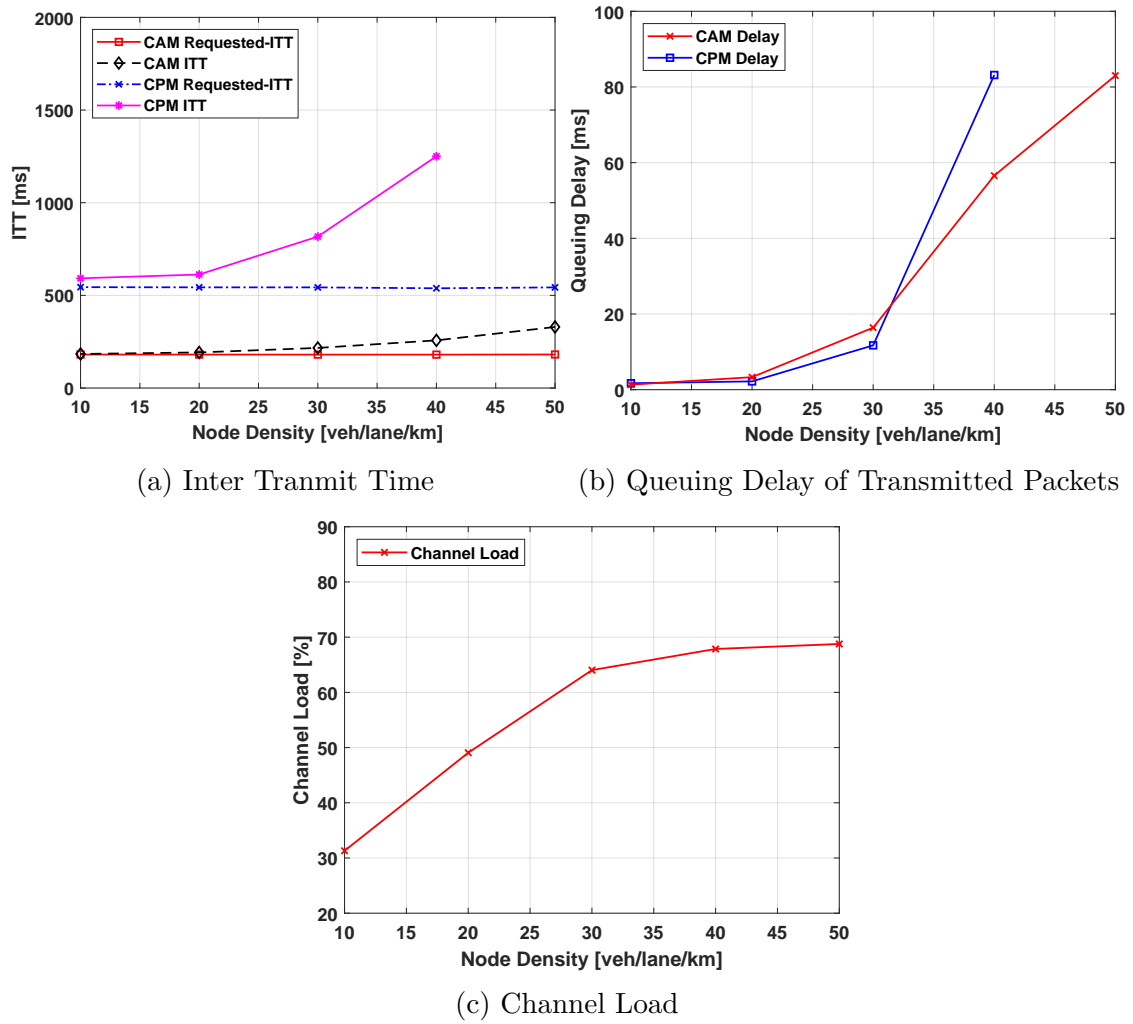 2000
1500
1000
500
0
ITT [ms]
CAM Requested-ITT
CAM ITT
CPM Requested-ITT
CPM ITT
10 15 20 25 30 35 40 45 50
Node Density [veh/lane/km]
(a) Inter Tranmit Time
100
80
60
40
20
0
Queuing Delay [ms]
CAM Delay
CPM Delay
10 15 20 25 30 35 40 45 50
Node Density [veh/lane/km]
(b) Queuing Delay of Transmitted Packets
90
80
70
60
50
40
30
20
Channel Load [%]
Channel Load
10 15 20 25 30 35 40 45 50
Node Density [veh/lane/km]
(c) Channel Load